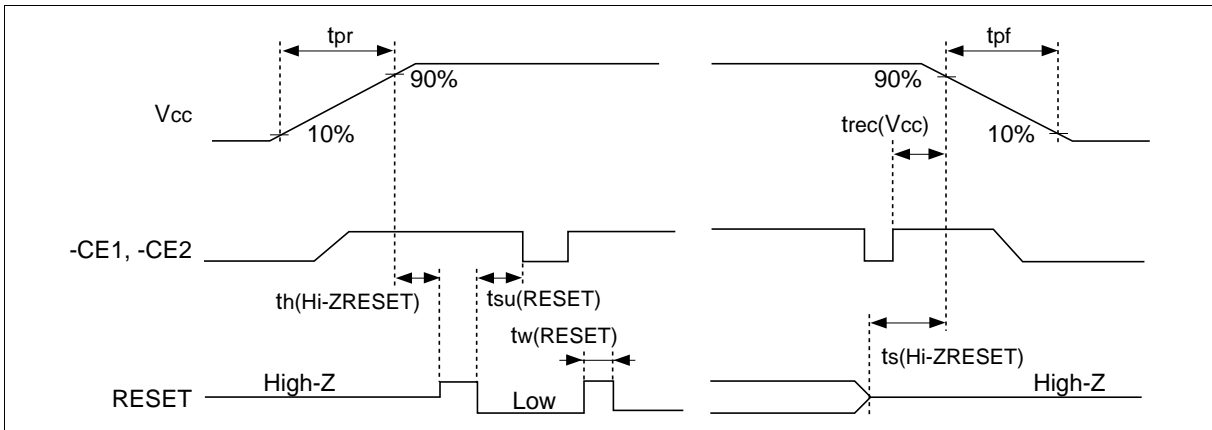 tpr
tpf
90%
90%
Vcc
trec(Vcc)
10%
10%
-CE1, -CE2
th(Hi-ZRESET)
tsu(RESET)
tw(RESET)
ts(Hi-ZRESET)
High-Z
High-Z
RESET
Low